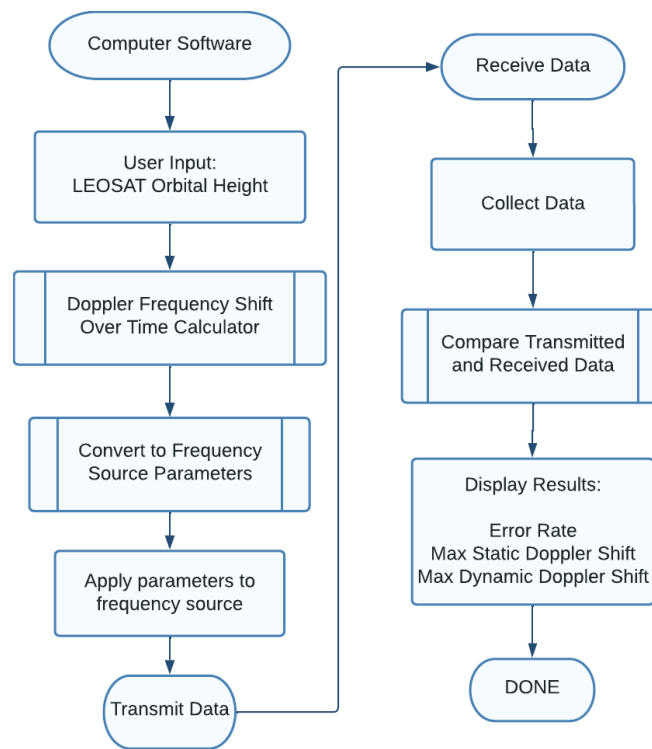 Computer Software
User Input:
LEOSAT Orbital Height
Doppler Frequency Shift
Over Time Calculator
Convert to Frequency
Source Parameters
Apply parameters to
frequency source
Transmit Data
Receive Data
Collect Data
Compare Transmitted
and Received Data
Display Results:
Error Rate
Max Static Doppler Shift
Max Dynamic Doppler Shift
DONE